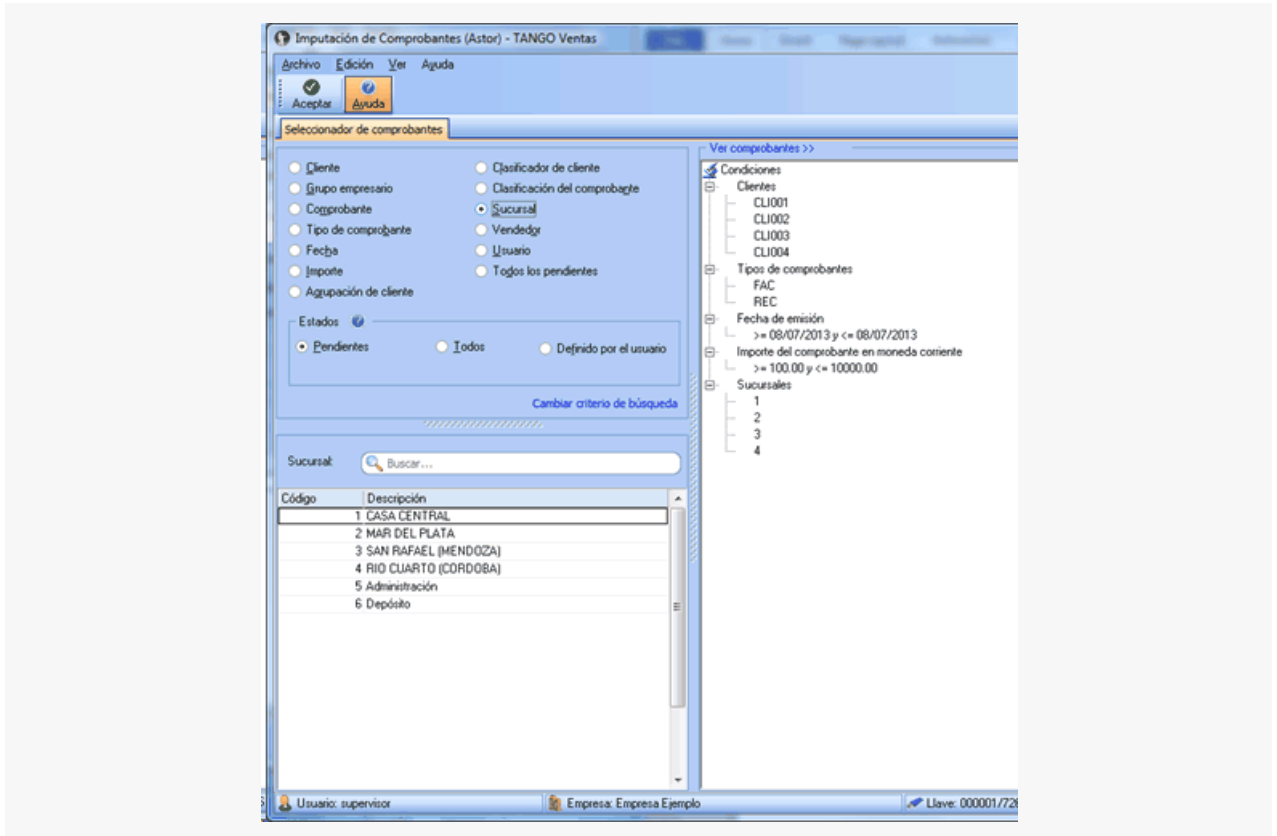 Imputación de Comprobantes (Astor) - TANGO Ventas
Archivo Edición Ver Ayuda
Aceptar Ayuda
Seleccionador de comprobantes
Cliente
Grupo empresario
Comprobante
Tipo de comprobante
Fecha
Importe
Agrupación de cliente
Clasificador de cliente
Clasificación del comprobante
Sucursal
Vendedor
Usuario
Todos los pendientes
Estados
Pendientes Todos Definido por el usuario
Cambiar criterio de búsqueda
Sucursal: Buscar...
Código Descripción
1 CASA CENTRAL
2 MAR DEL PLATA
3 SAN RAFAEL (MENDOZA)
4 RIO CUARTO (CORDOBA)
5 Administración
6 Depósito
Ver comprobantes >>
Condiciones
Clientes
CLI001
CLI002
CLI003
CLI004
Tipos de comprobantes
FAC
REC
Fecha de emisión
>= 08/07/2013 y <= 08/07/2013
Importe del comprobante en moneda corriente
>= 100.00 y <= 10000.00
Sucursales
1
2
3
4
Usuario: supervisor Empresa: Empresa Ejemplo Llave: 000001/726